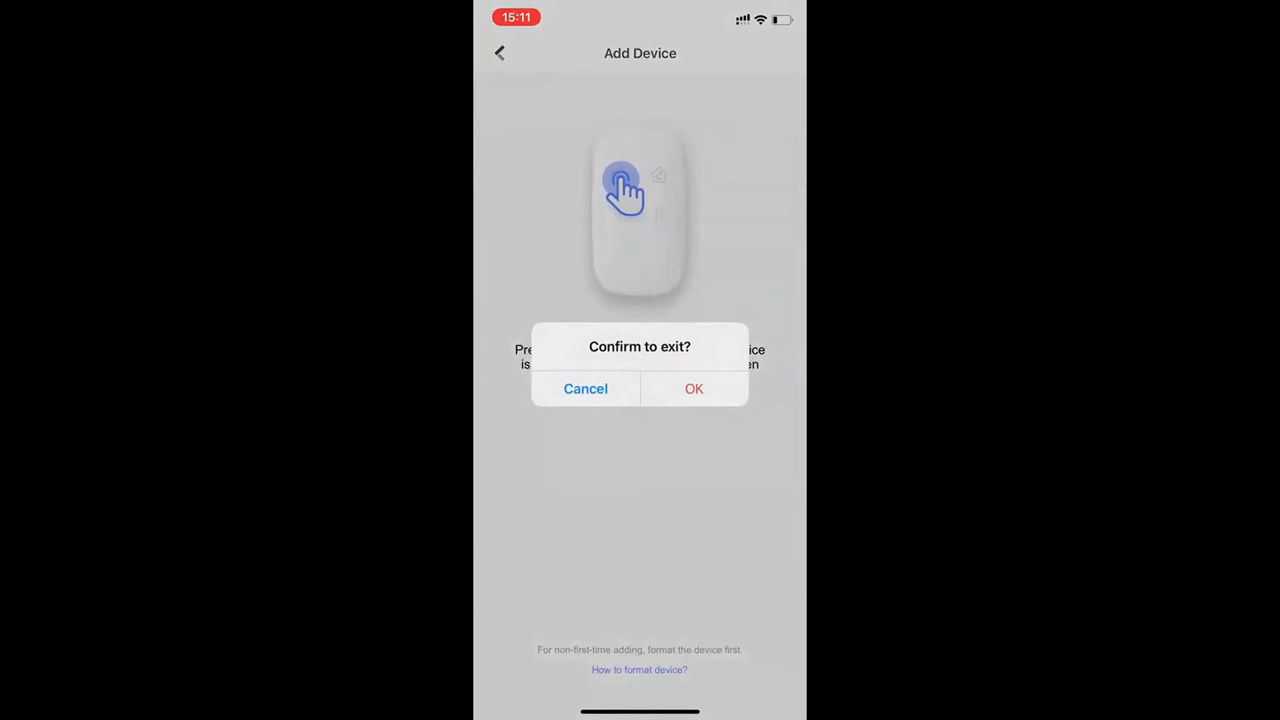 15:11
Add Device
Confirm to exit?
Cancel
OK
For non-first-time adding, format the device first.
How to format device?